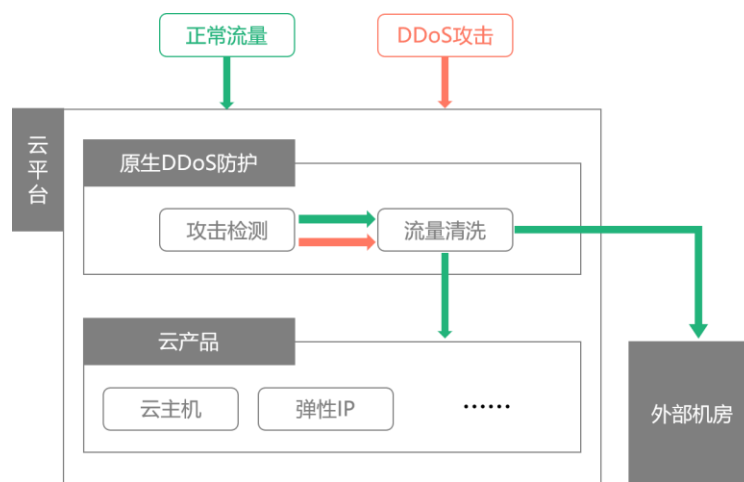 正常流量
DDoS攻击
云平台
原生DDoS防护
攻击检测
流量清洗
云产品
云主机
弹性IP
······
外部机房